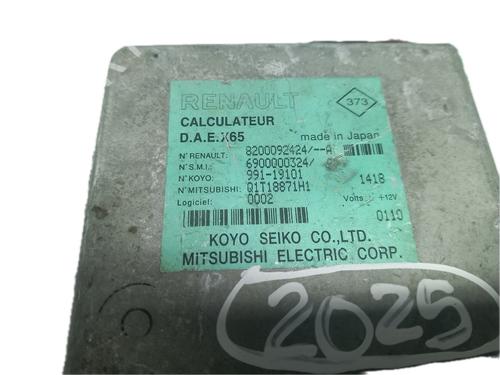 RENAULT
373
CALCULATEUR
D.A.E.X65
made in Japan
N°RENAULT: 8200092424/--A
N°S.M.I.: 6900000324/
N°KOYO: 991-19101
1418
N°MITSUBISHI: Q1T18871H1
Logiciel: 0002
Volts: +12V
0110
KOYO SEIKO CO.,LTD.
MITSUBISHI ELECTRIC CORP.
2025